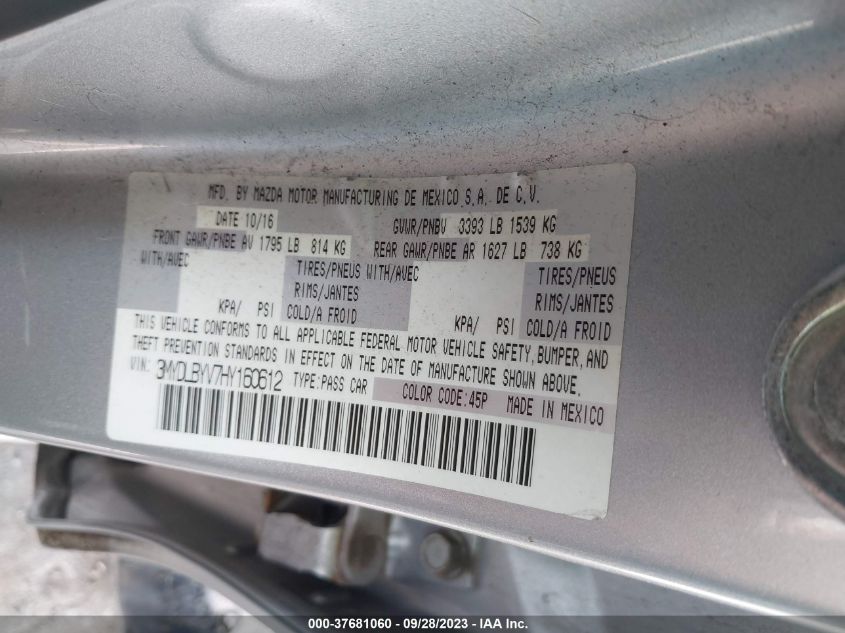 MFD. BY MAZDA MOTOR MANUFACTURING DE MEXICO S.A. DE C.V.
DATE 10/16 GVWR/PNBV 3393 LB 1539 KG
FRONT GAWR/PNBE AV 1795 LB 814 KG REAR GAWR/PNBE AR 1627 LB 738 KG
WITH/AVEC TIRES/PNEUS WITH/AVEC TIRES/PNEUS
RIMS/JANTES RIMS/JANTES
KPA/ PSI COLD/A FROID KPA/ PSI COLD/A FROID
THIS VEHICLE CONFORMS TO ALL APPLICABLE FEDERAL MOTOR VEHICLE SAFETY, BUMPER, AND
THEFT PREVENTION STANDARDS IN EFFECT ON THE DATE OF MANUFACTURE SHOWN ABOVE.
VIN: 3MYDLBYV7HY160612 TYPE:PASS CAR COLOR CODE:45P MADE IN MEXICO
000-37681060 / 09/28/2023 / IAAI.COM